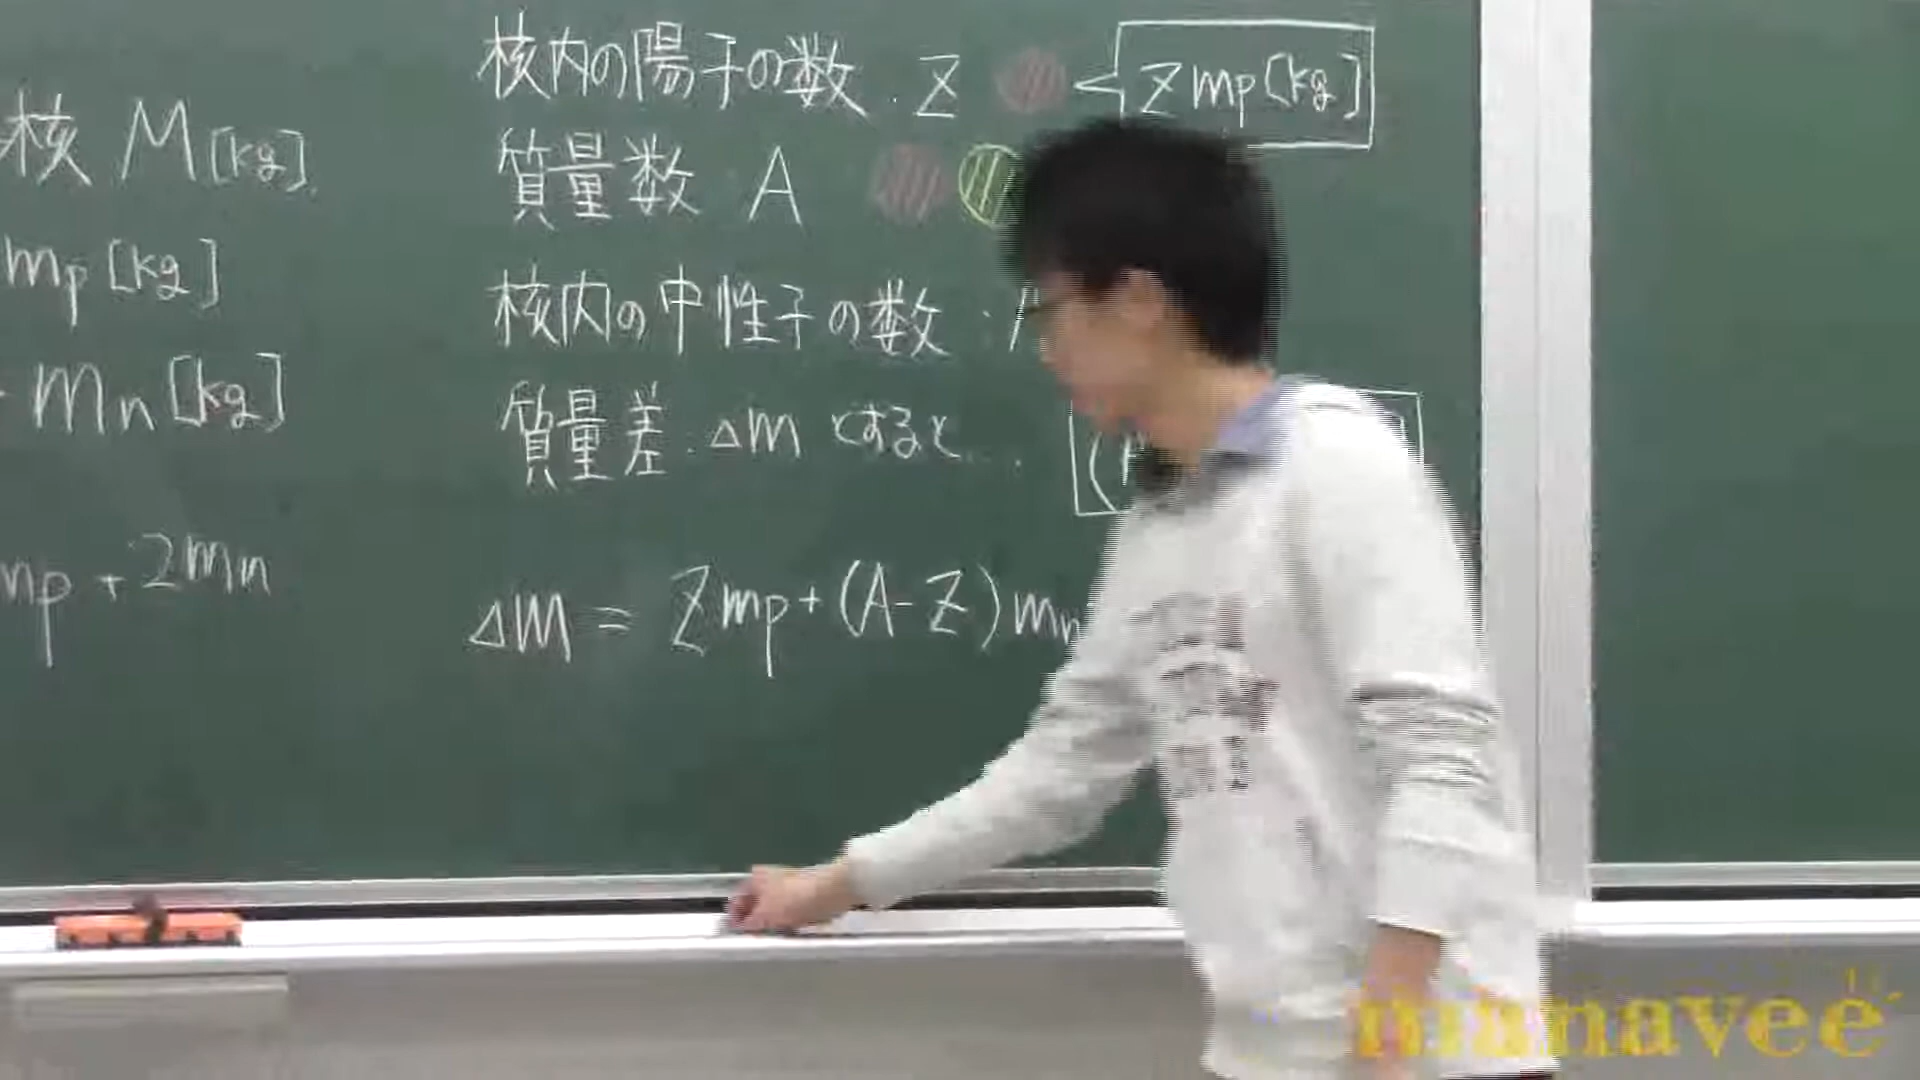 核 M[kg]
mp[kg]
mn[kg]
mp + 2mn
核内の陽子の数 Z
Zmp[kg]
質量数 A
核内の中性子の数:
質量差 Δm とすると...
Δm = Zmp+(A-Z)mn
manavee